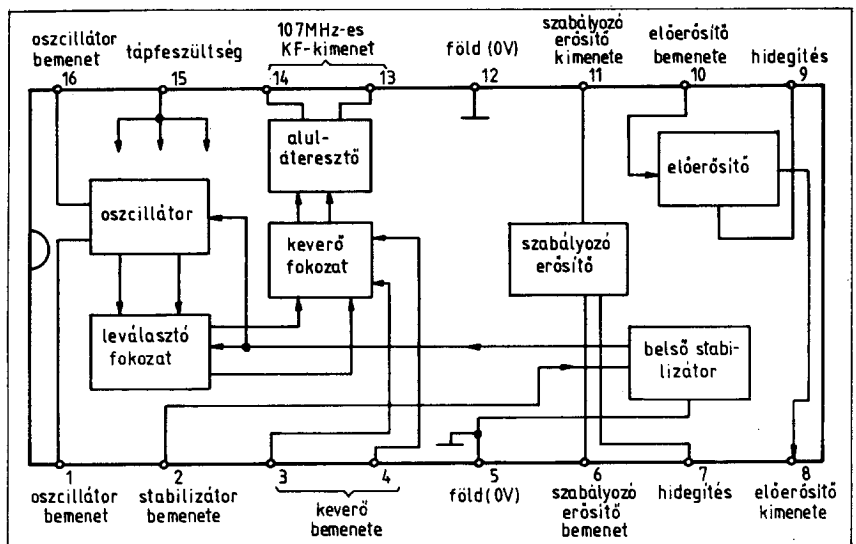 oszcillátor
bemenet
16
tápfeszültség
15
107MHz-es
KF-kimenet
14
13
föld (0V)
12
szabályozó
erősítő
kimenete
11
előerősítő
bemenete
10
hidegítés
9
alul-
áteresztő
előerősítő
oszcillátor
keverő
fokozat
szabályozó
erősítő
leválasztó
fokozat
belső stabi-
lizátor
1
oszcillátor
bemenet
2
stabilizátor
bemenete
3
4
keverő
bemenete
5
föld(0V)
6
szabályozó
erősítő
bemenet
7
hidegítés
8
előerősítő
kimenete